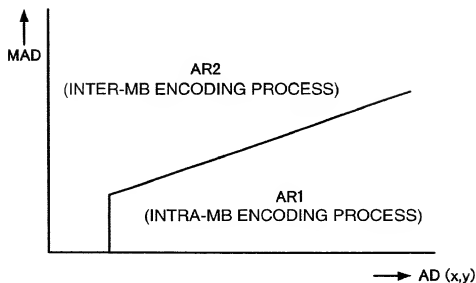 MAD
AR2
(INTER-MB ENCODING PROCESS)
AR1
(INTRA-MB ENCODING PROCESS)
AD (x,y)